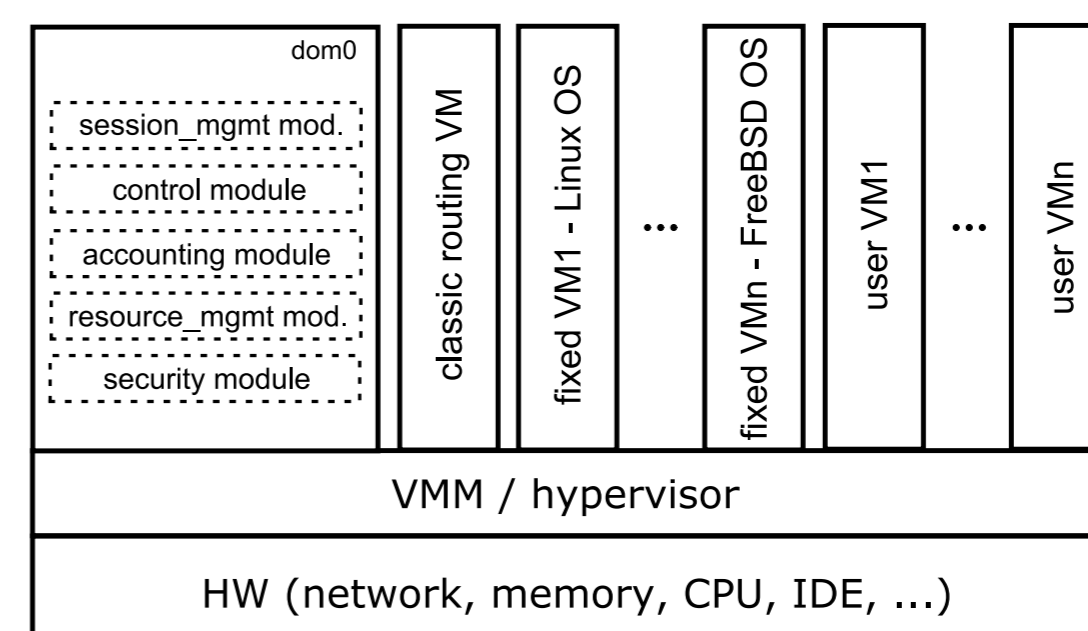 dom0
session_mgmt mod.
control module
accounting module
resource_mgmt mod.
security module
classic routing VM
fixed VM1 - Linux OS
...
fixed VMn - FreeBSD OS
user VM1
...
user VMn
VMM / hypervisor
HW (network, memory, CPU, IDE, ...)